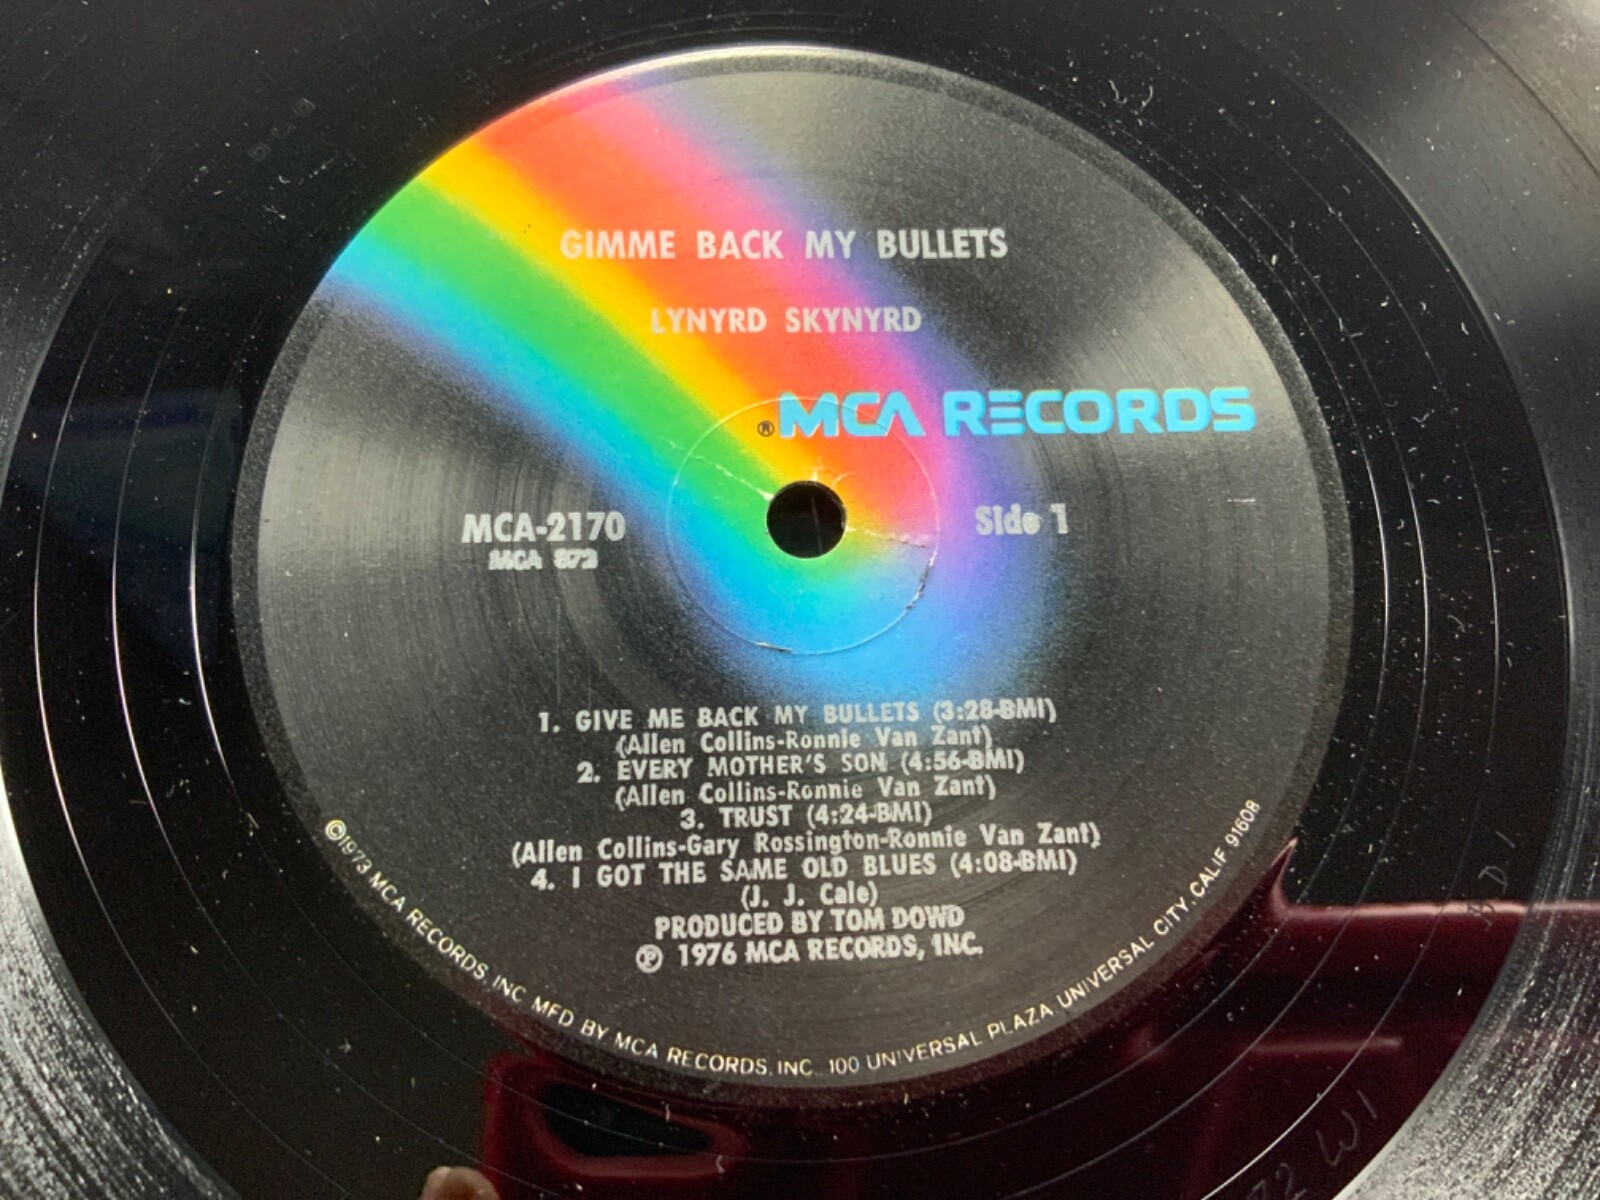 GIMME BACK MY BULLETS
LYNYRD SKYNYRD
®MCA RECORDS
MCA-2170
MCA 872
Side 1
1. GIVE ME BACK MY BULLETS (3:28-BMI)
(Allen Collins-Ronnie Van Zant)
2. EVERY MOTHER'S SON (4:56-BMI)
(Allen Collins-Ronnie Van Zant)
3. TRUST (4:24-BMI)
(Allen Collins-Gary Rossington-Ronnie Van Zant)
4. I GOT THE SAME OLD BLUES (4:08-BMI)
(J. J. Cale)
PRODUCED BY TOM DOWD
℗ 1976 MCA RECORDS, INC.
©1973 MCA RECORDS, INC MFD BY MCA RECORDS, INC. 100 UNIVERSAL PLAZA UNIVERSAL CITY, CALIF. 91608
W1